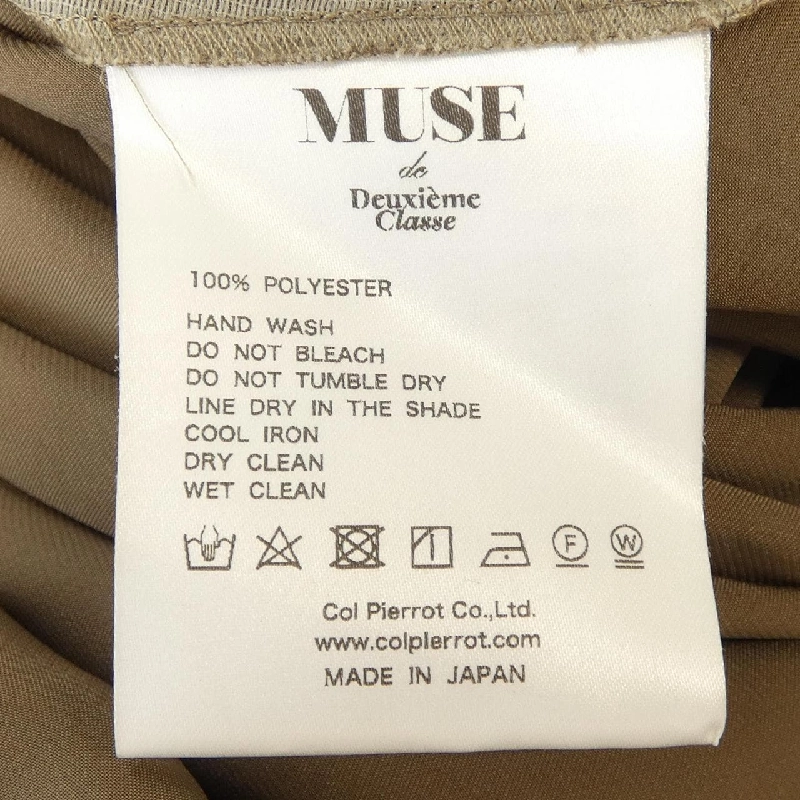 MUSE
de
Deuxième
Classe
100% POLYESTER
HAND WASH
DO NOT BLEACH
DO NOT TUMBLE DRY
LINE DRY IN THE SHADE
COOL IRON
DRY CLEAN
WET CLEAN
F W
Col Pierrot Co.,Ltd.
www.colpierrot.com
MADE IN JAPAN